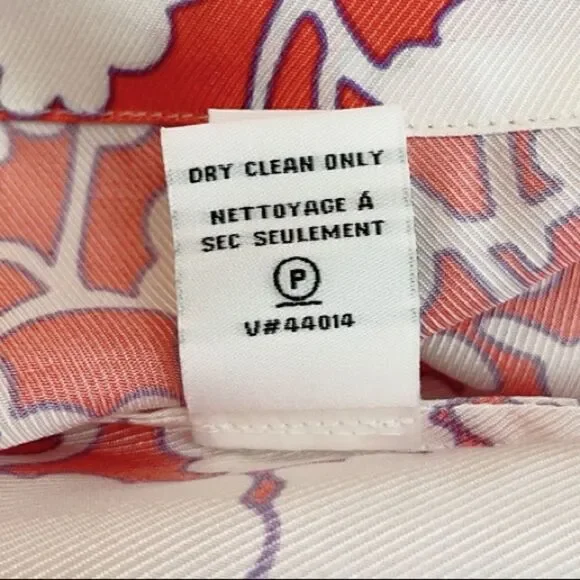 DRY CLEAN ONLY
NETTOYAGE Á
SEC SEULEMENT
P
V#44014